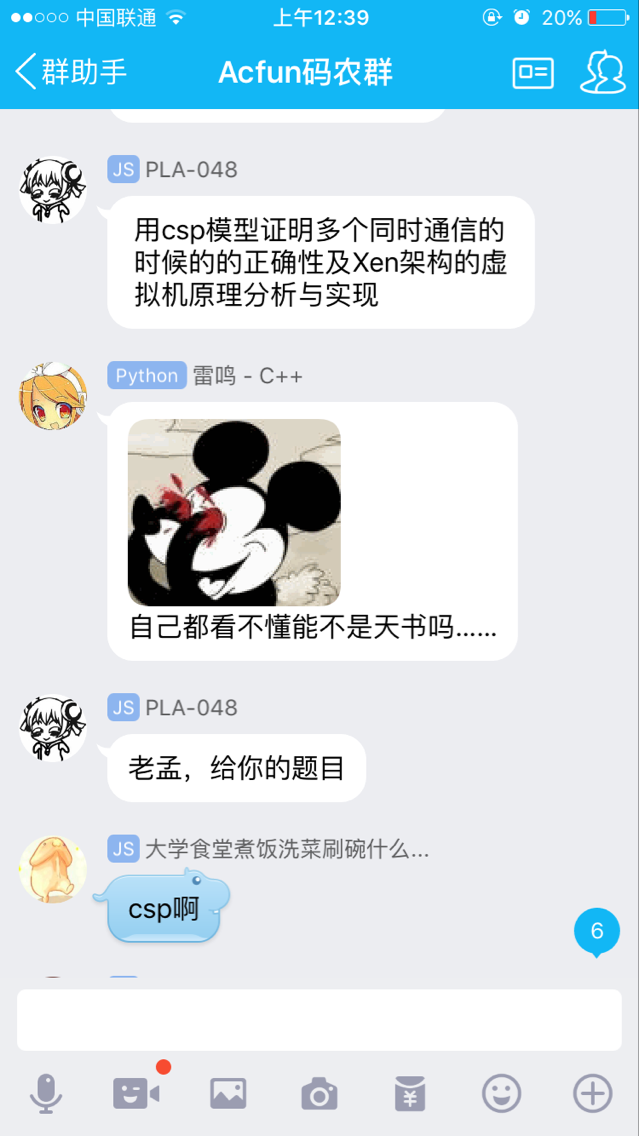 中国联通 上午12:39 20%
群助手 Acfun码农群
JS PLA-048
用csp模型证明多个同时通信的
时候的的正确性及Xen架构的虚
拟机原理分析与实现
Python 雷鸣 - C++
自己都看不懂能不是天书吗……
JS PLA-048
老孟，给你的题目
JS 大学食堂煮饭洗菜刷碗什么...
csp啊
6